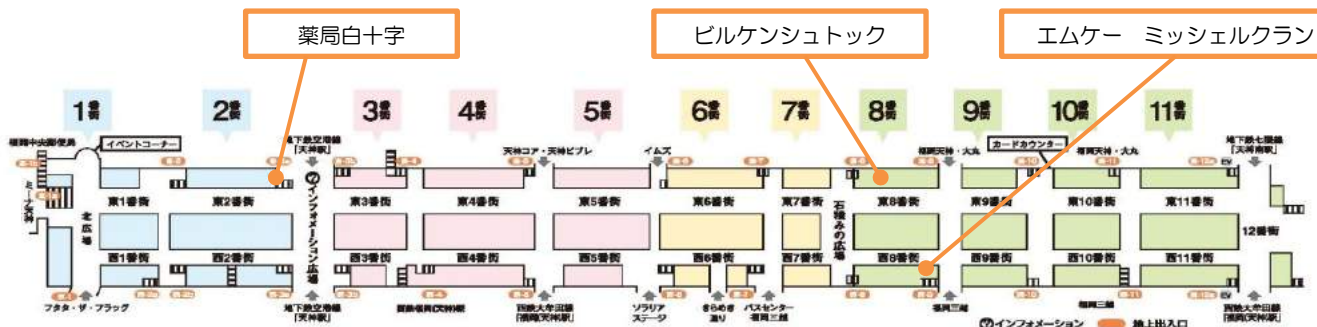 薬局白十字
ビルケンシュトック
エムケー ミッシェルクラン
1番街
2番街
3番街
4番街
5番街
6番街
7番街
8番街
9番街
10番街
11番街
福岡中央郵便局
イベントコーナー
地下鉄空港線
「天神駅」
天神コア・天神ビブレ
イムズ
福岡天神・大丸
カードカウンター
福岡天神・大丸
地下鉄七隈線
「天神南駅」
ミーナ天神
北広場
東1番街
東2番街
インフォメーション広場
東3番街
東4番街
東5番街
東6番街
東7番街
石積みの広場
東8番街
東9番街
東10番街
東11番街
12番街
西1番街
西2番街
西3番街
西4番街
西5番街
西6番街
西7番街
西8番街
西9番街
西10番街
西11番街
フタタ・ザ・フラッグ
地下鉄空港線
「天神駅」
西鉄福岡(天神)駅
西鉄大牟田線
「福岡(天神)駅」
ソラリア
ステージ
きらめき
通り
バスセンター
福岡三越
福岡三越
福岡三越
インフォメーション
地上出入口